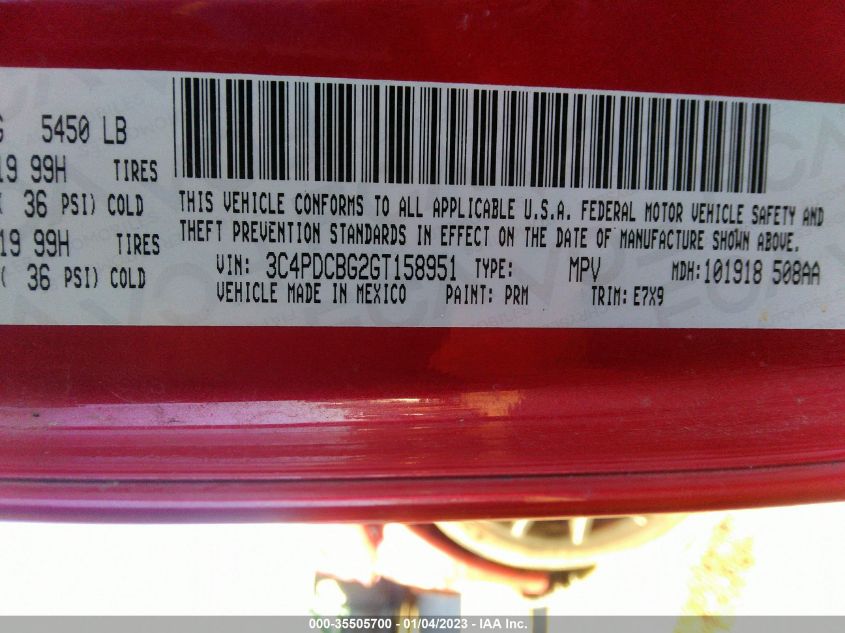 5450 LB
19 99H TIRES
36 PSI) COLD
19 99H TIRES
36 PSI) COLD
THIS VEHICLE CONFORMS TO ALL APPLICABLE U.S.A. FEDERAL MOTOR VEHICLE SAFETY AND
THEFT PREVENTION STANDARDS IN EFFECT ON THE DATE OF MANUFACTURE SHOWN ABOVE.
VIN: 3C4PDCBG2GT158951 TYPE: MPV MDH: 101918 508AA
VEHICLE MADE IN MEXICO PAINT: PRM TRIM: E7X9
000-35505700 - 01/04/2023 - IAA Inc.